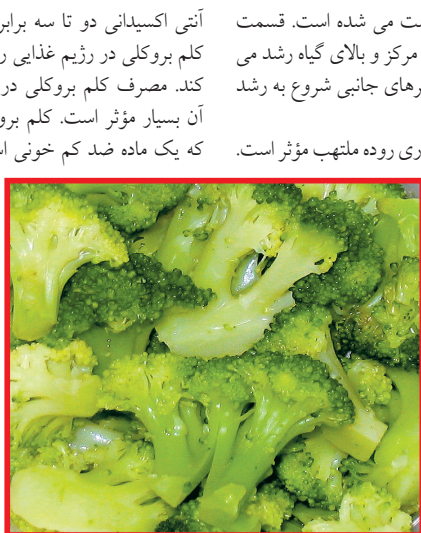 ت می شده است. قسمت
مرکز و بالای گیاه رشد می
رهای جانبی شروع به رشد
ری روده ملتهب مؤثر است.
آنتی اکسیدانی دو تا سه برابر
کلم بروکلی در رژیم غذایی ر
کند. مصرف کلم بروکلی در
آن بسیار مؤثر است. کلم برو
که یک ماده ضد کم خونی ا